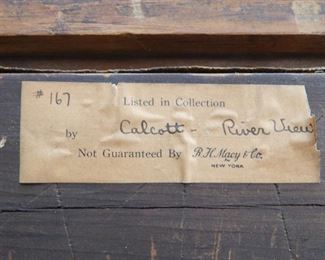 #167 Listed in Collection
by Calcott - River View
Not Guaranteed By R.H. Macy & Co.
NEW YORK